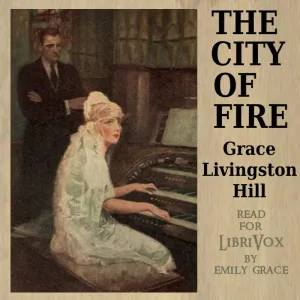 THE
CITY
OF
FIRE
Grace
Livingston
Hill
READ
FOR
LIBRIVOX
BY
EMILY GRACE